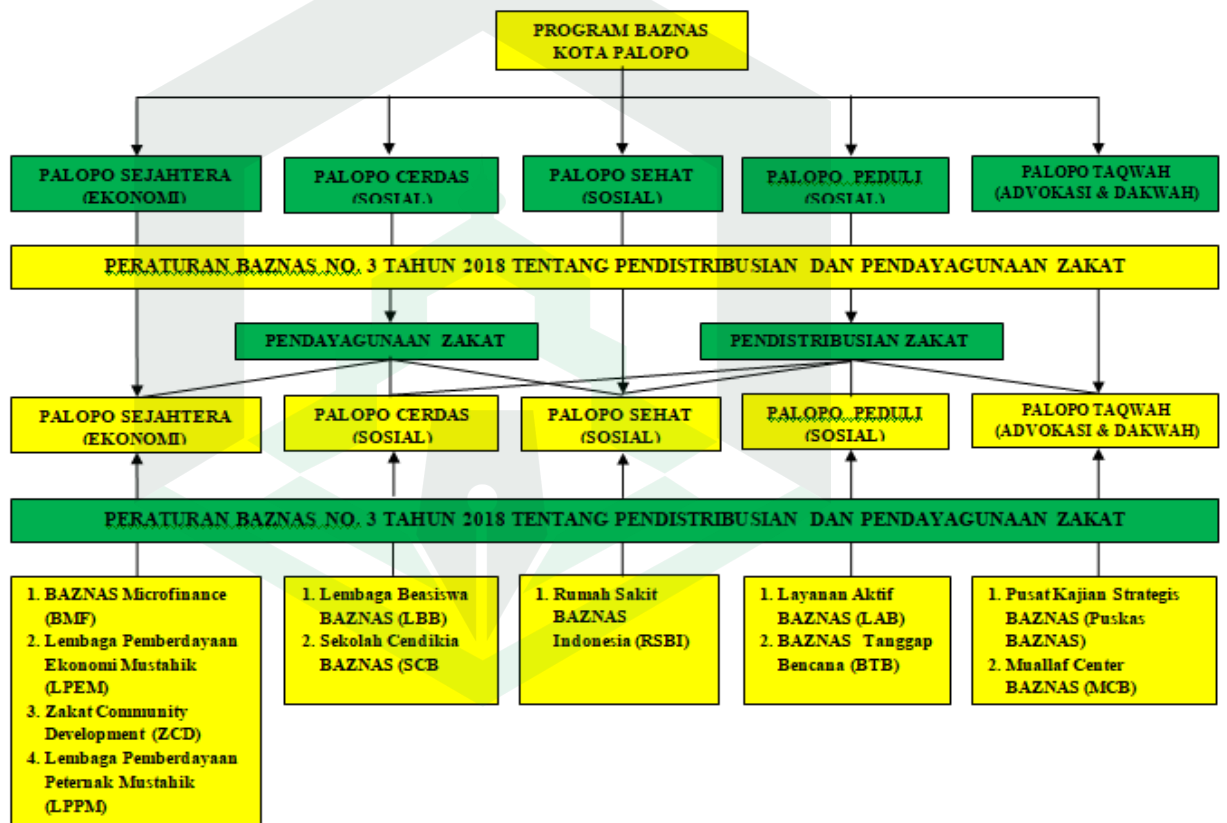 PROGRAM BAZNAS
KOTA PALOPO
PALOPO SEJAHTERA
(EKONOMI)
PALOPO CERDAS
(SOSIAL)
PALOPO SEHAT
(SOSIAL)
PALOPO PEDULI
(SOSIAL)
PALOPO TAQWAH
(ADVOKASI & DAKWAH)
PERATURAN BAZNAS NO. 3 TAHUN 2018 TENTANG PENDISTRIBUSIAN DAN PENDAYAGUNAAN ZAKAT
PENDAYAGUNAAN ZAKAT
PENDISTRIBUSIAN ZAKAT
PALOPO SEJAHTERA
(EKONOMI)
PALOPO CERDAS
(SOSIAL)
PALOPO SEHAT
(SOSIAL)
PALOPO PEDULI
(SOSIAL)
PALOPO TAQWAH
(ADVOKASI & DAKWAH)
PERATURAN BAZNAS NO. 3 TAHUN 2018 TENTANG PENDISTRIBUSIAN DAN PENDAYAGUNAAN ZAKAT
1. BAZNAS Microfinance
(BMF)
2. Lembaga Pemberdayaan
Ekonomi Mustahik
(LPEM)
3. Zakat Community
Development (ZCD)
4. Lembaga Pemberdayaan
Peternak Mustahik
(LPPM)
1. Lembaga Beasiswa
BAZNAS (LBB)
2. Sekolah Cendikia
BAZNAS (SCB
1. Rumah Sakit
BAZNAS
Indonesia (RSBI)
1. Layanan Aktif
BAZNAS (LAB)
2. BAZNAS Tanggap
Bencana (BTB)
1. Pusat Kajian Strategis
BAZNAS (Puskas
BAZNAS)
2. Muallaf Center
BAZNAS (MCB)